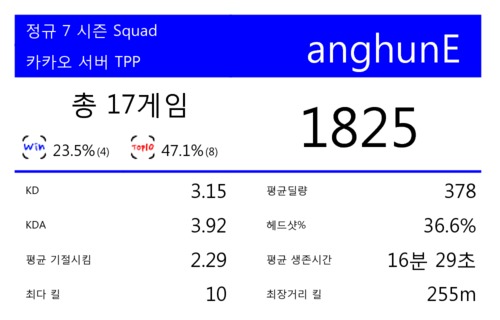 정규 7 시즌 Squad
카카오 서버 TPP
anghunE
총 17게임
Win 23.5%(4) Top10 47.1%(8)
1825
KD 3.15
평균딜량 378
KDA 3.92
헤드샷% 36.6%
평균 기절시킴 2.29
평균 생존시간 16분 29초
최다 킬 10
최장거리 킬 255m